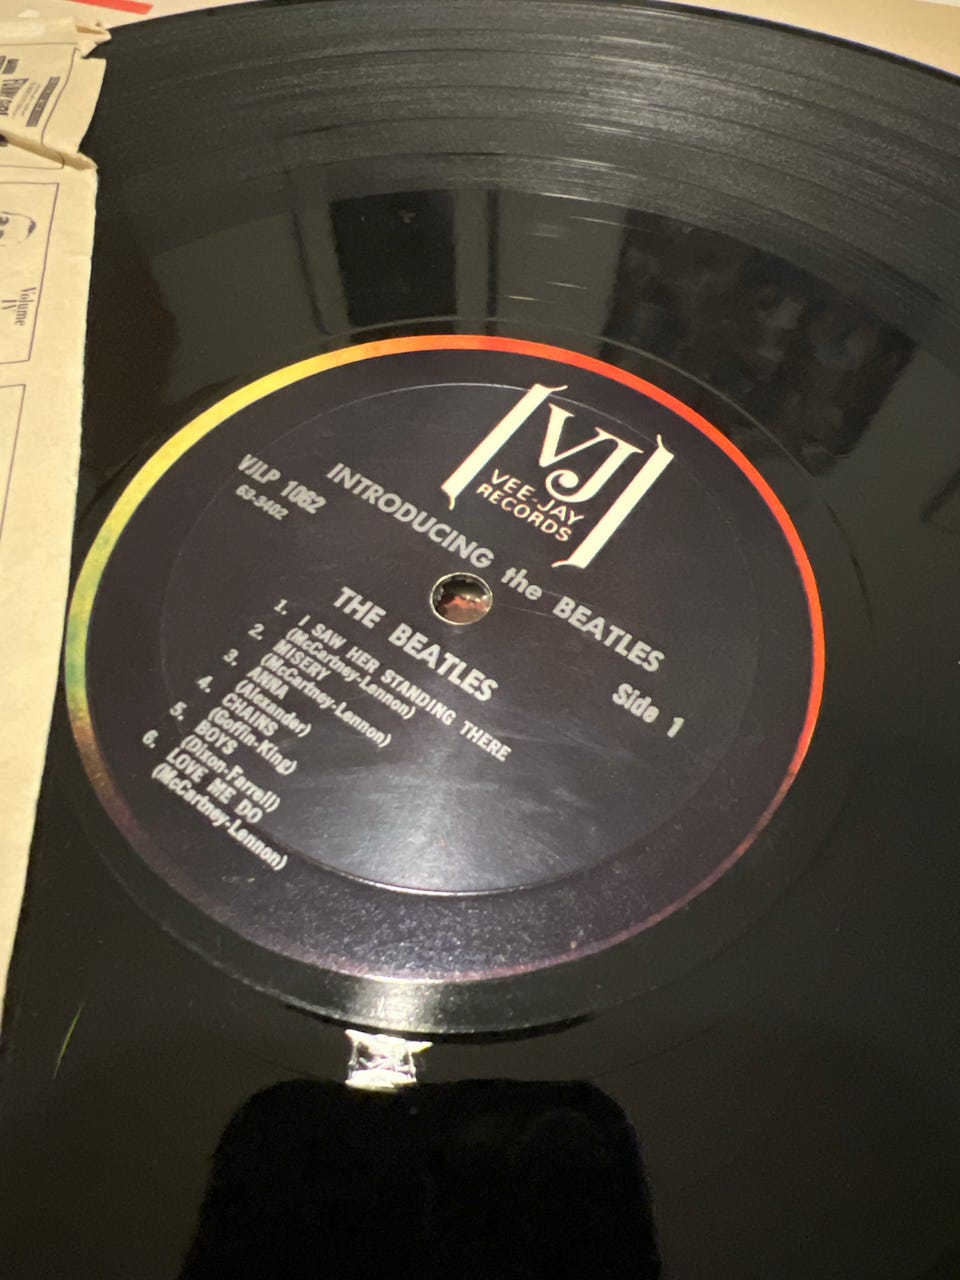 VJ
VEE-JAY
RECORDS
VJLP 1062
63-3402
INTRODUCING the BEATLES
THE BEATLES
Side 1
1. I SAW HER STANDING THERE
(McCartney-Lennon)
2. MISERY
(McCartney-Lennon)
3. ANNA
(Alexander)
4. CHAINS
(Goffin-King)
5. BOYS
(Dixon-Farrell)
6. LOVE ME DO
(McCartney-Lennon)
Volume
IV